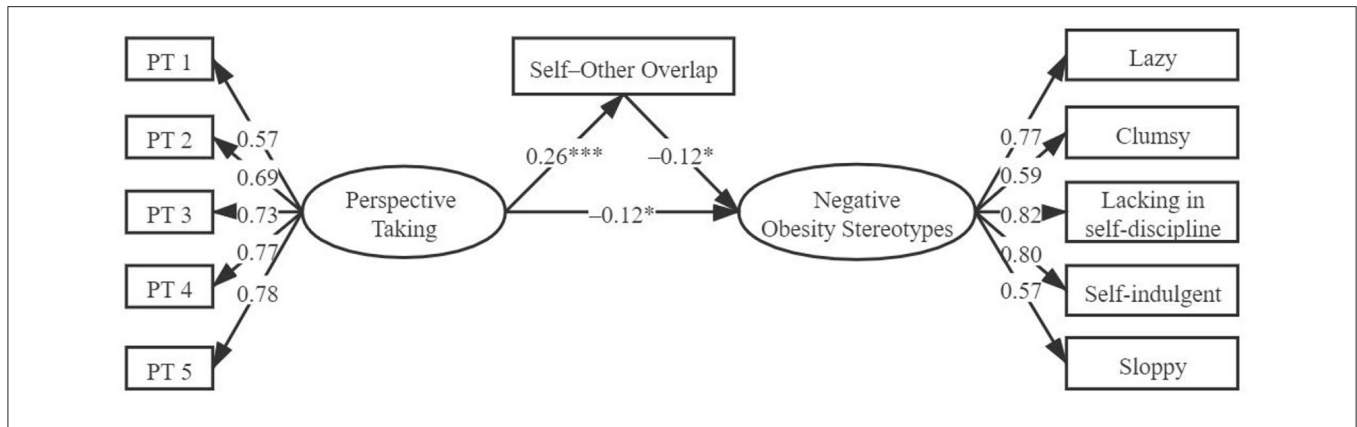 PT 1
PT 2
PT 3
PT 4
PT 5
0.57
0.69
0.73
0.77
0.78
Perspective
Taking
Self–Other Overlap
0.26***
–0.12*
–0.12*
Negative
Obesity Stereotypes
0.77
0.59
0.82
0.80
0.57
Lazy
Clumsy
Lacking in
self-discipline
Self-indulgent
Sloppy